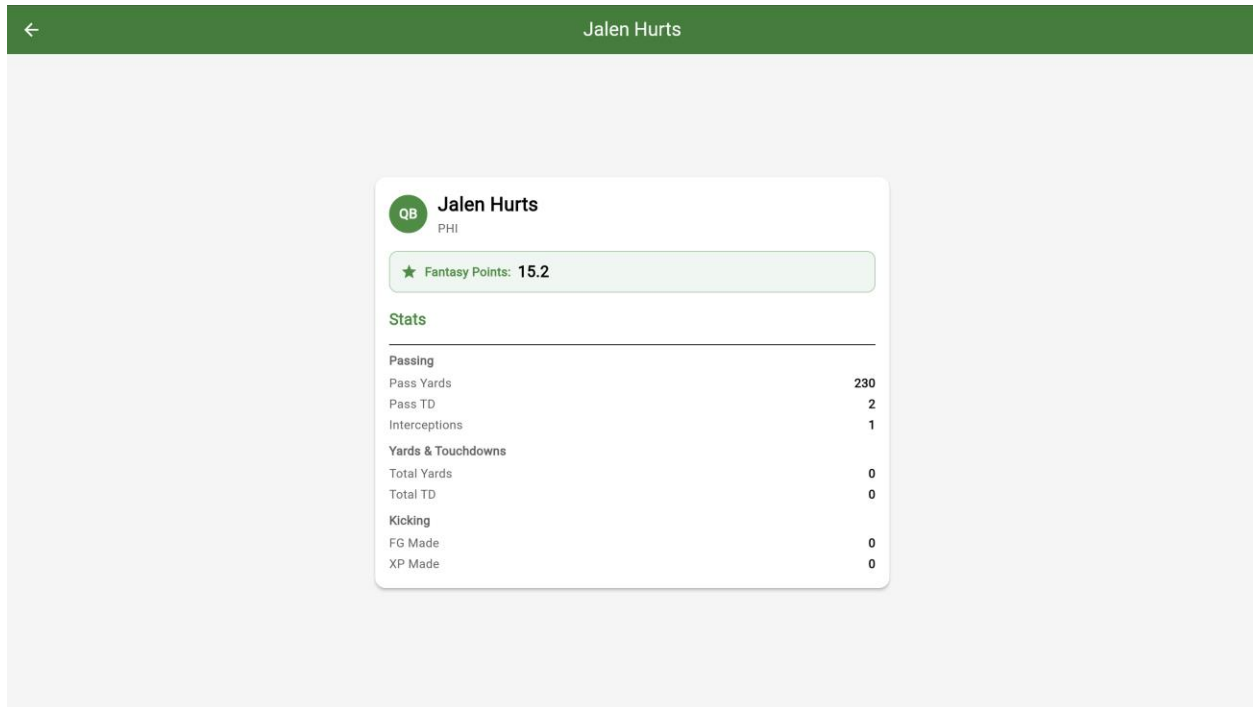 Jalen Hurts
QB
Jalen Hurts
PHI
Fantasy Points: 15.2
Stats
Passing
Pass Yards 230
Pass TD 2
Interceptions 1
Yards & Touchdowns
Total Yards 0
Total TD 0
Kicking
FG Made 0
XP Made 0